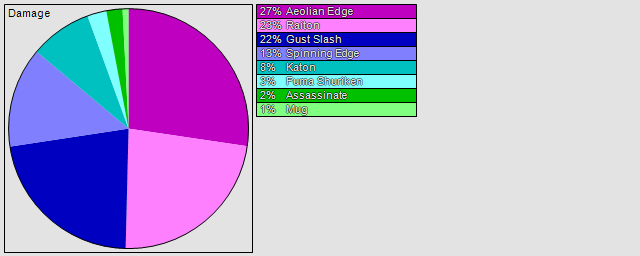 Damage
27% Aeolian Edge
23% Raiton
22% Gust Slash
13% Spinning Edge
8% Katon
3% Fuma Shuriken
2% Assassinate
1% Mug